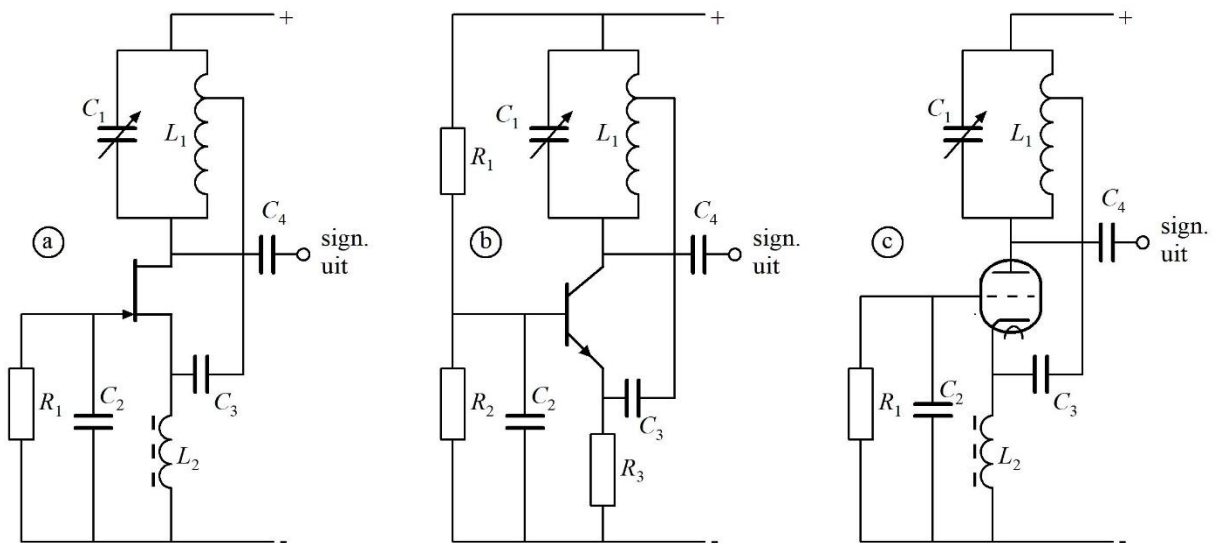 +
C1
L1
C4
a
sign.
uit
R1
C2
C3
L2
-
+
R1
C1
L1
C4
b
sign.
uit
R2
C2
C3
R3
-
+
C1
L1
C4
c
sign.
uit
R1
C2
C3
L2
-